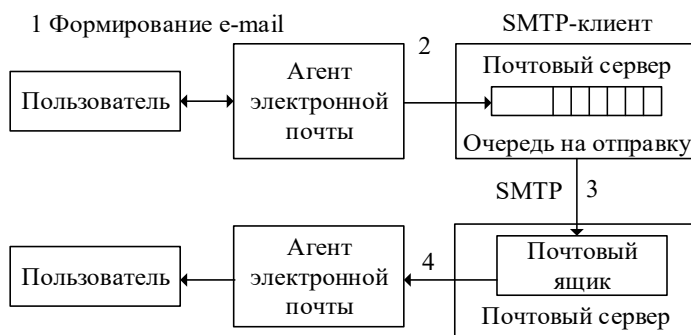 1 Формирование e-mail
SMTP-клиент
2
Пользователь
Агент
электронной
почты
Почтовый сервер
Очередь на отправку
SMTP
3
Пользователь
Агент
электронной
почты
4
Почтовый
ящик
Почтовый сервер